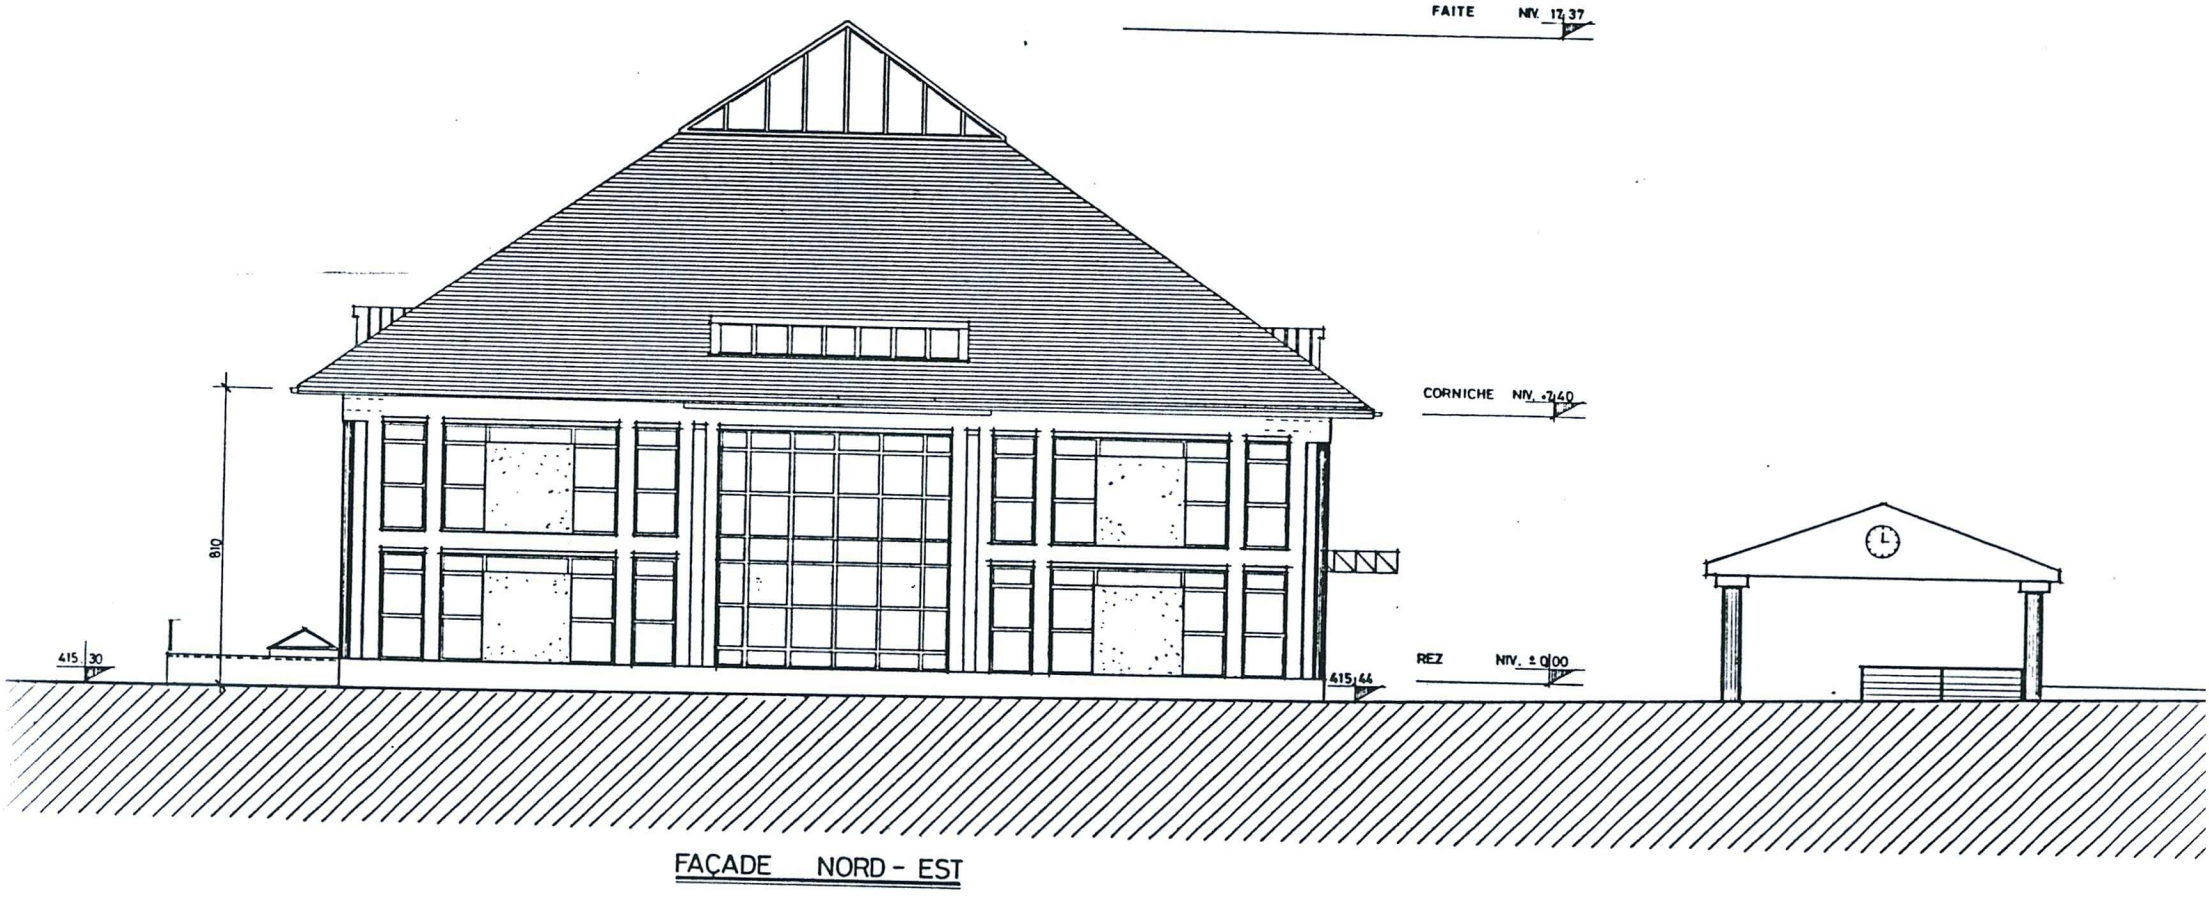 FAITE NIV. 17,37
CORNICHE NIV. +7,40
810
415.30
REZ NIV. ± 0,00
415,44
FAÇADE NORD - EST